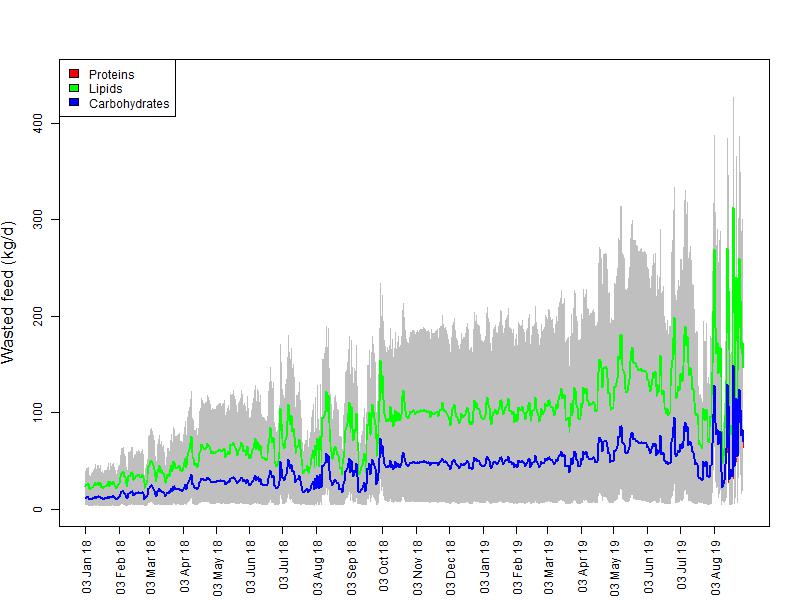 Proteins
Lipids
Carbohydrates
Wasted feed (kg/d)
400
300
200
100
0
03 Jan 18
03 Feb 18
03 Mar 18
03 Apr 18
03 May 18
03 Jun 18
03 Jul 18
03 Aug 18
03 Sep 18
03 Oct 18
03 Nov 18
03 Dec 18
03 Jan 19
03 Feb 19
03 Mar 19
03 Apr 19
03 May 19
03 Jun 19
03 Jul 19
03 Aug 19